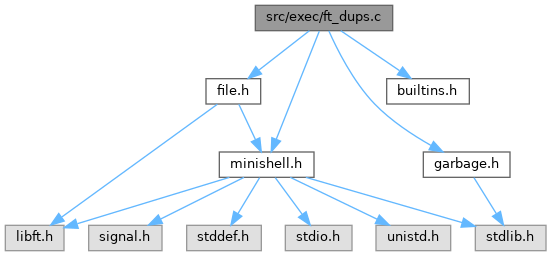 src/exec/ft_dups.c
file.h
builtins.h
minishell.h
garbage.h
libft.h
signal.h
stddef.h
stdio.h
unistd.h
stdlib.h